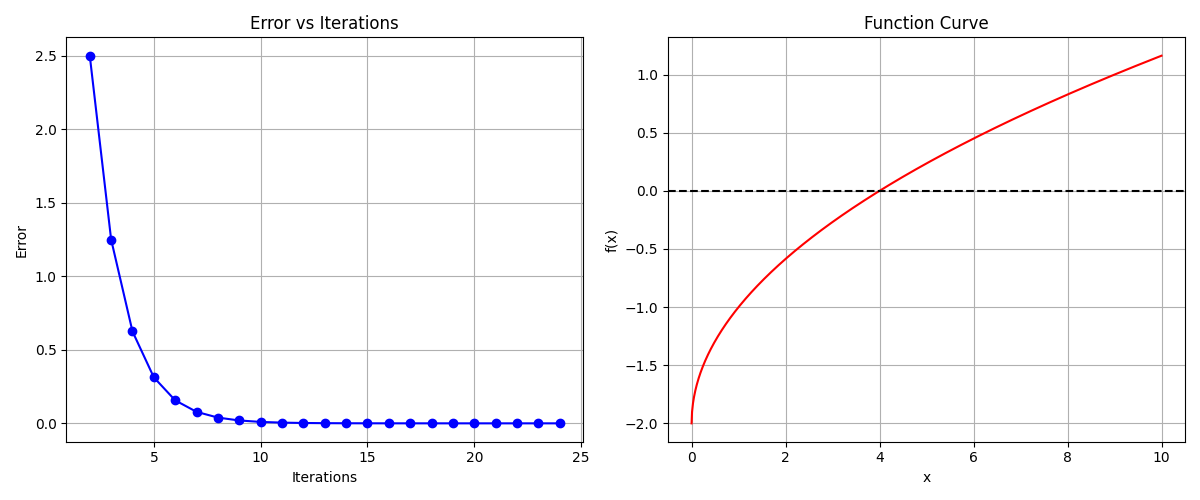 Error vs Iterations
Error
2.5
2.0
1.5
1.0
0.5
0.0
5 10 15 20 25
Iterations
Function Curve
f(x)
1.0
0.5
0.0
−0.5
−1.0
−1.5
−2.0
0 2 4 6 8 10
x